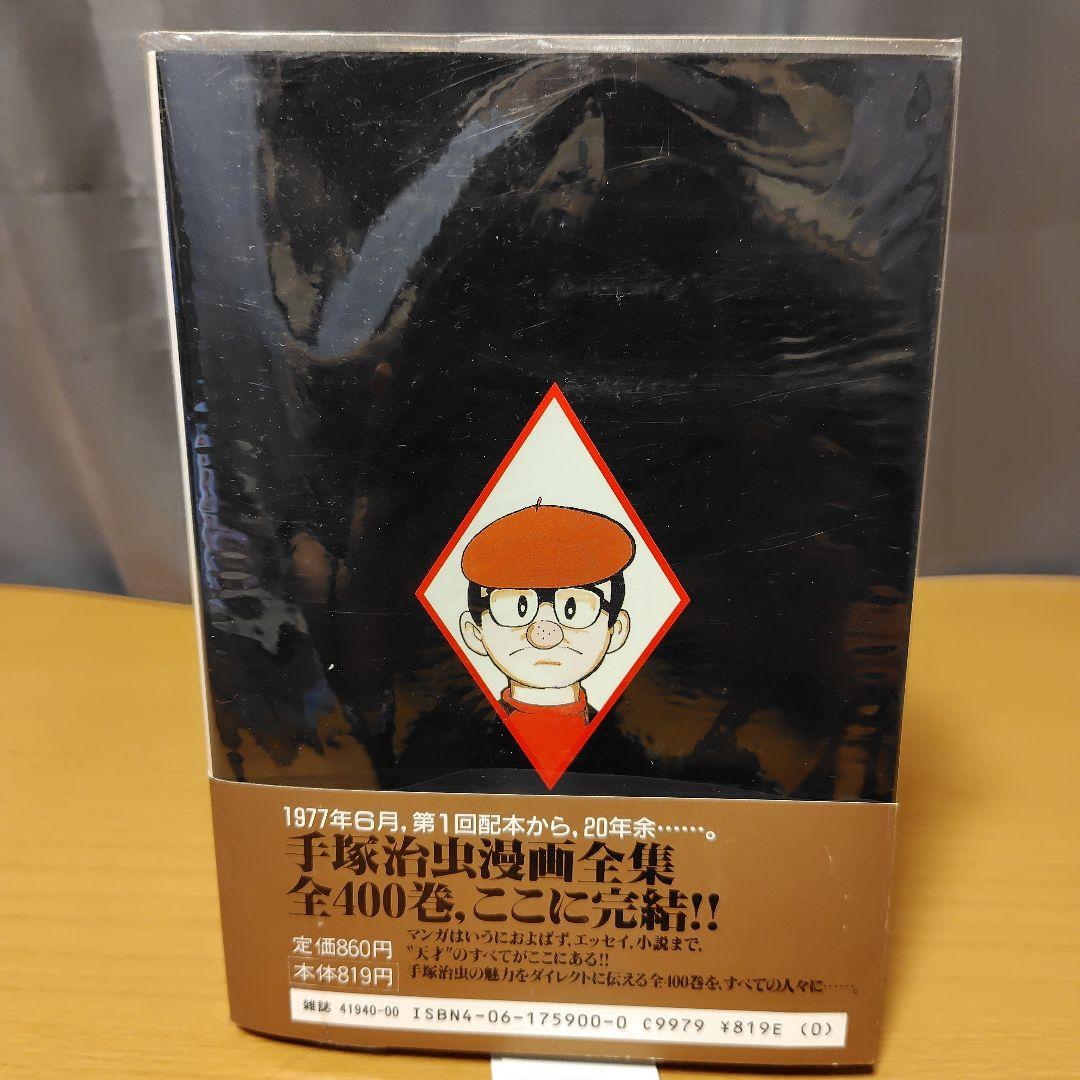 1977年6月,第1回配本から,20年余……。
手塚治虫漫画全集
全400巻,ここに完結!!
マンガはいうにおよばず,エッセイ,小説まで,
"天才"のすべてがここにある!!
手塚治虫の魅力をダイレクトに伝える全400巻を,すべての人々に……。
定価860円
本体819円
雑誌 41940-00 ISBN4-06-175900-0 C9979 ¥819E (0)